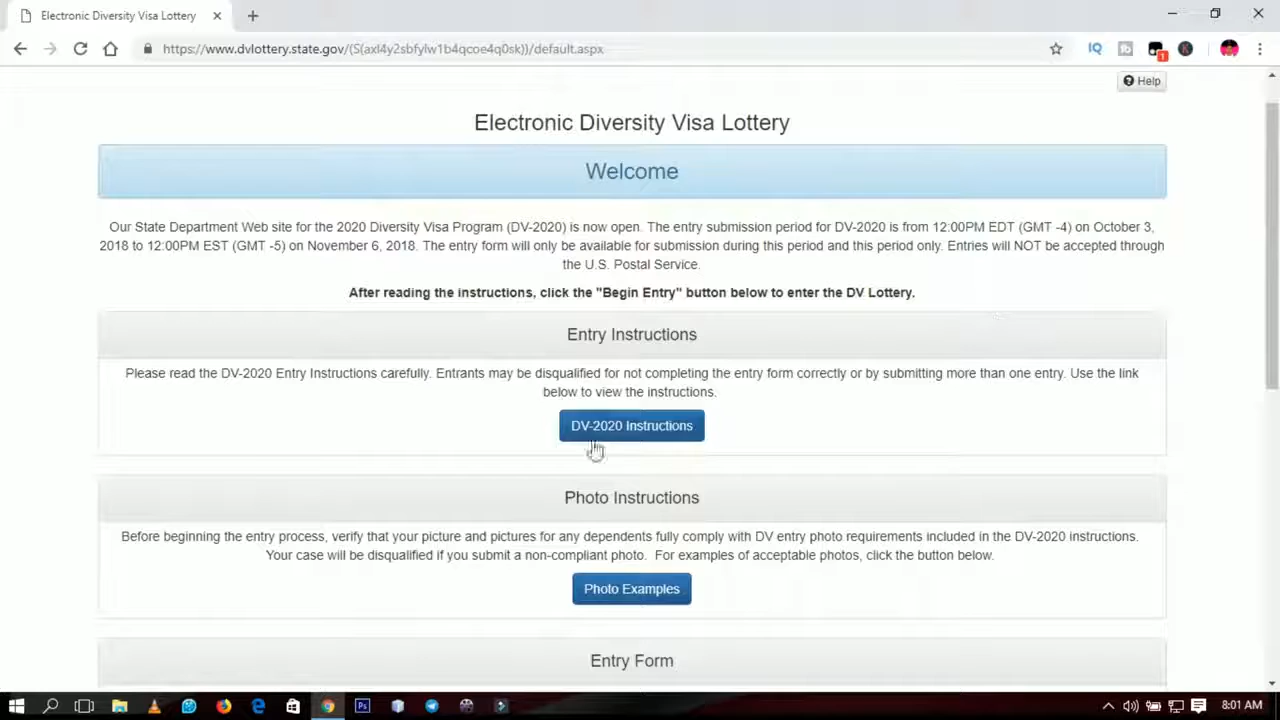 Electronic Diversity Visa Lottery
https://www.dvlottery.state.gov/(S(axl4y2sbfylw1b4qcoe4q0sk))/default.aspx
IQ
1
Help
Electronic Diversity Visa Lottery
Welcome
Our State Department Web site for the 2020 Diversity Visa Program (DV-2020) is now open. The entry submission period for DV-2020 is from 12:00PM EDT (GMT -4) on October 3,
2018 to 12:00PM EST (GMT -5) on November 6, 2018. The entry form will only be available for submission during this period and this period only. Entries will NOT be accepted through
the U.S. Postal Service.
After reading the instructions, click the "Begin Entry" button below to enter the DV Lottery.
Entry Instructions
Please read the DV-2020 Entry Instructions carefully. Entrants may be disqualified for not completing the entry form correctly or by submitting more than one entry. Use the link
below to view the instructions.
DV-2020 Instructions
Photo Instructions
Before beginning the entry process, verify that your picture and pictures for any dependents fully comply with DV entry photo requirements included in the DV-2020 instructions.
Your case will be disqualified if you submit a non-compliant photo. For examples of acceptable photos, click the button below.
Photo Examples
Entry Form
Ps
8:01 AM